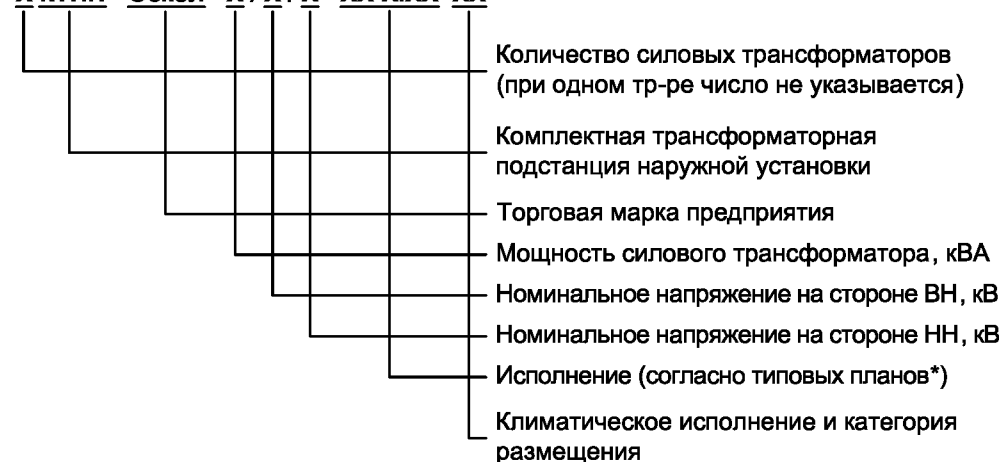 Количество силовых трансформаторов
(при одном тр-ре число не указывается)
Комплектная трансформаторная
подстанция наружной установки
Торговая марка предприятия
Мощность силового трансформатора, кВА
Номинальное напряжение на стороне ВН, кВ
Номинальное напряжение на стороне НН, кВ
Исполнение (согласно типовых планов*)
Климатическое исполнение и категория
размещения